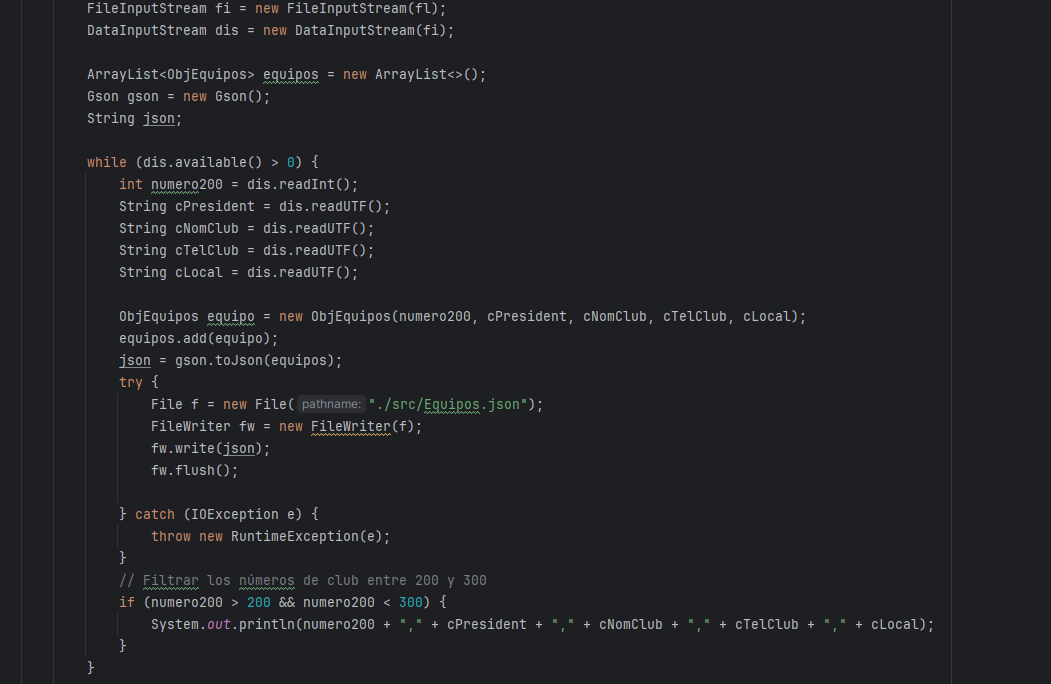 FileInputStream fi = new FileInputStream(fl);
DataInputStream dis = new DataInputStream(fi);
ArrayList<ObjEquipos> equipos = new ArrayList<>();
Gson gson = new Gson();
String json;
while (dis.available() > 0) {
int numero200 = dis.readInt();
String cPresident = dis.readUTF();
String cNomClub = dis.readUTF();
String cTelClub = dis.readUTF();
String cLocal = dis.readUTF();
ObjEquipos equipo = new ObjEquipos(numero200, cPresident, cNomClub, cTelClub, cLocal);
equipos.add(equipo);
json = gson.toJson(equipos);
try {
File f = new File( pathname: "./src/Equipos.json");
FileWriter fw = new FileWriter(f);
fw.write(json);
fw.flush();
} catch (IOException e) {
throw new RuntimeException(e);
}
// Filtrar los números de club entre 200 y 300
if (numero200 > 200 && numero200 < 300) {
System.out.println(numero200 + "," + cPresident + "," + cNomClub + "," + cTelClub + "," + cLocal);
}
}